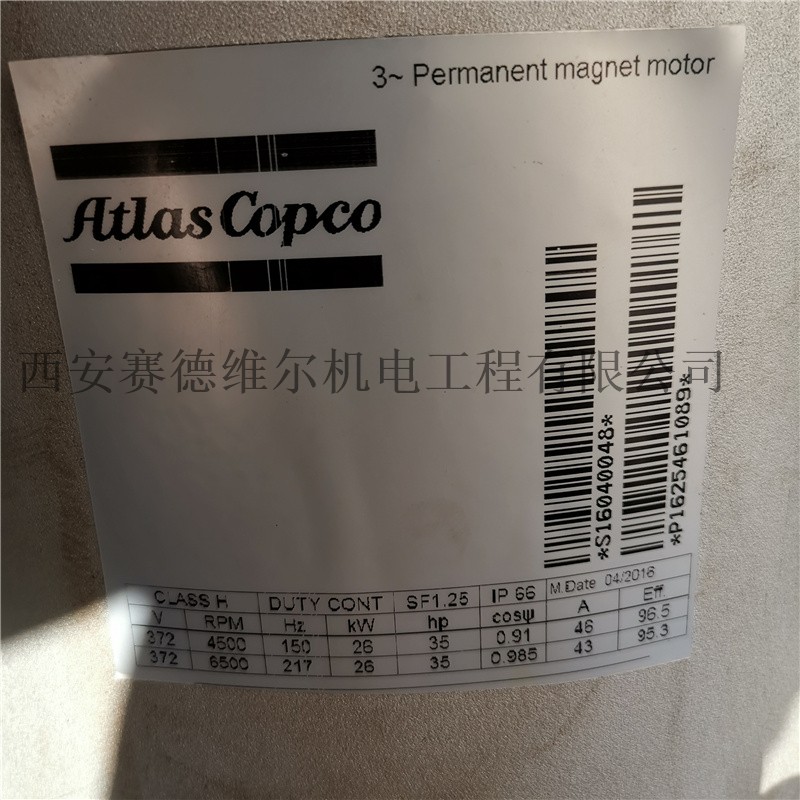 3~ Permanent magnet motor
Atlas Copco
西安赛德维尔机电工程有限公司
*S16040048*
*P1625461089*
CLASS H DUTY CONT SF1.25 IP 66 M.Date 04/2016
V RPM Hz kW hp cosψ A Eff.
372 4500 150 26 35 0.91 46 96.5
372 6500 217 26 35 0.985 43 95.3